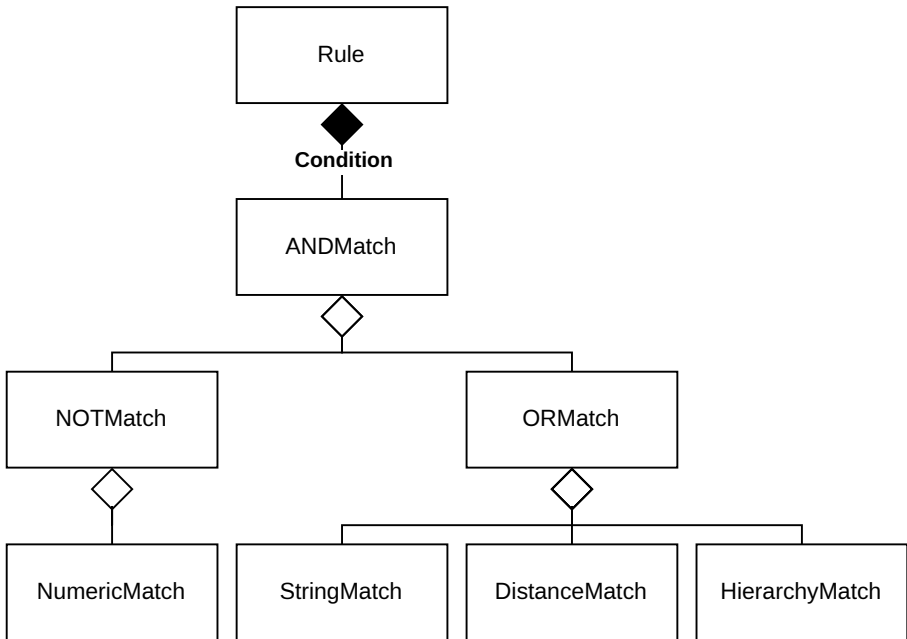 Rule
Condition
ANDMatch
NOTMatch
ORMatch
NumericMatch
StringMatch
DistanceMatch
HierarchyMatch